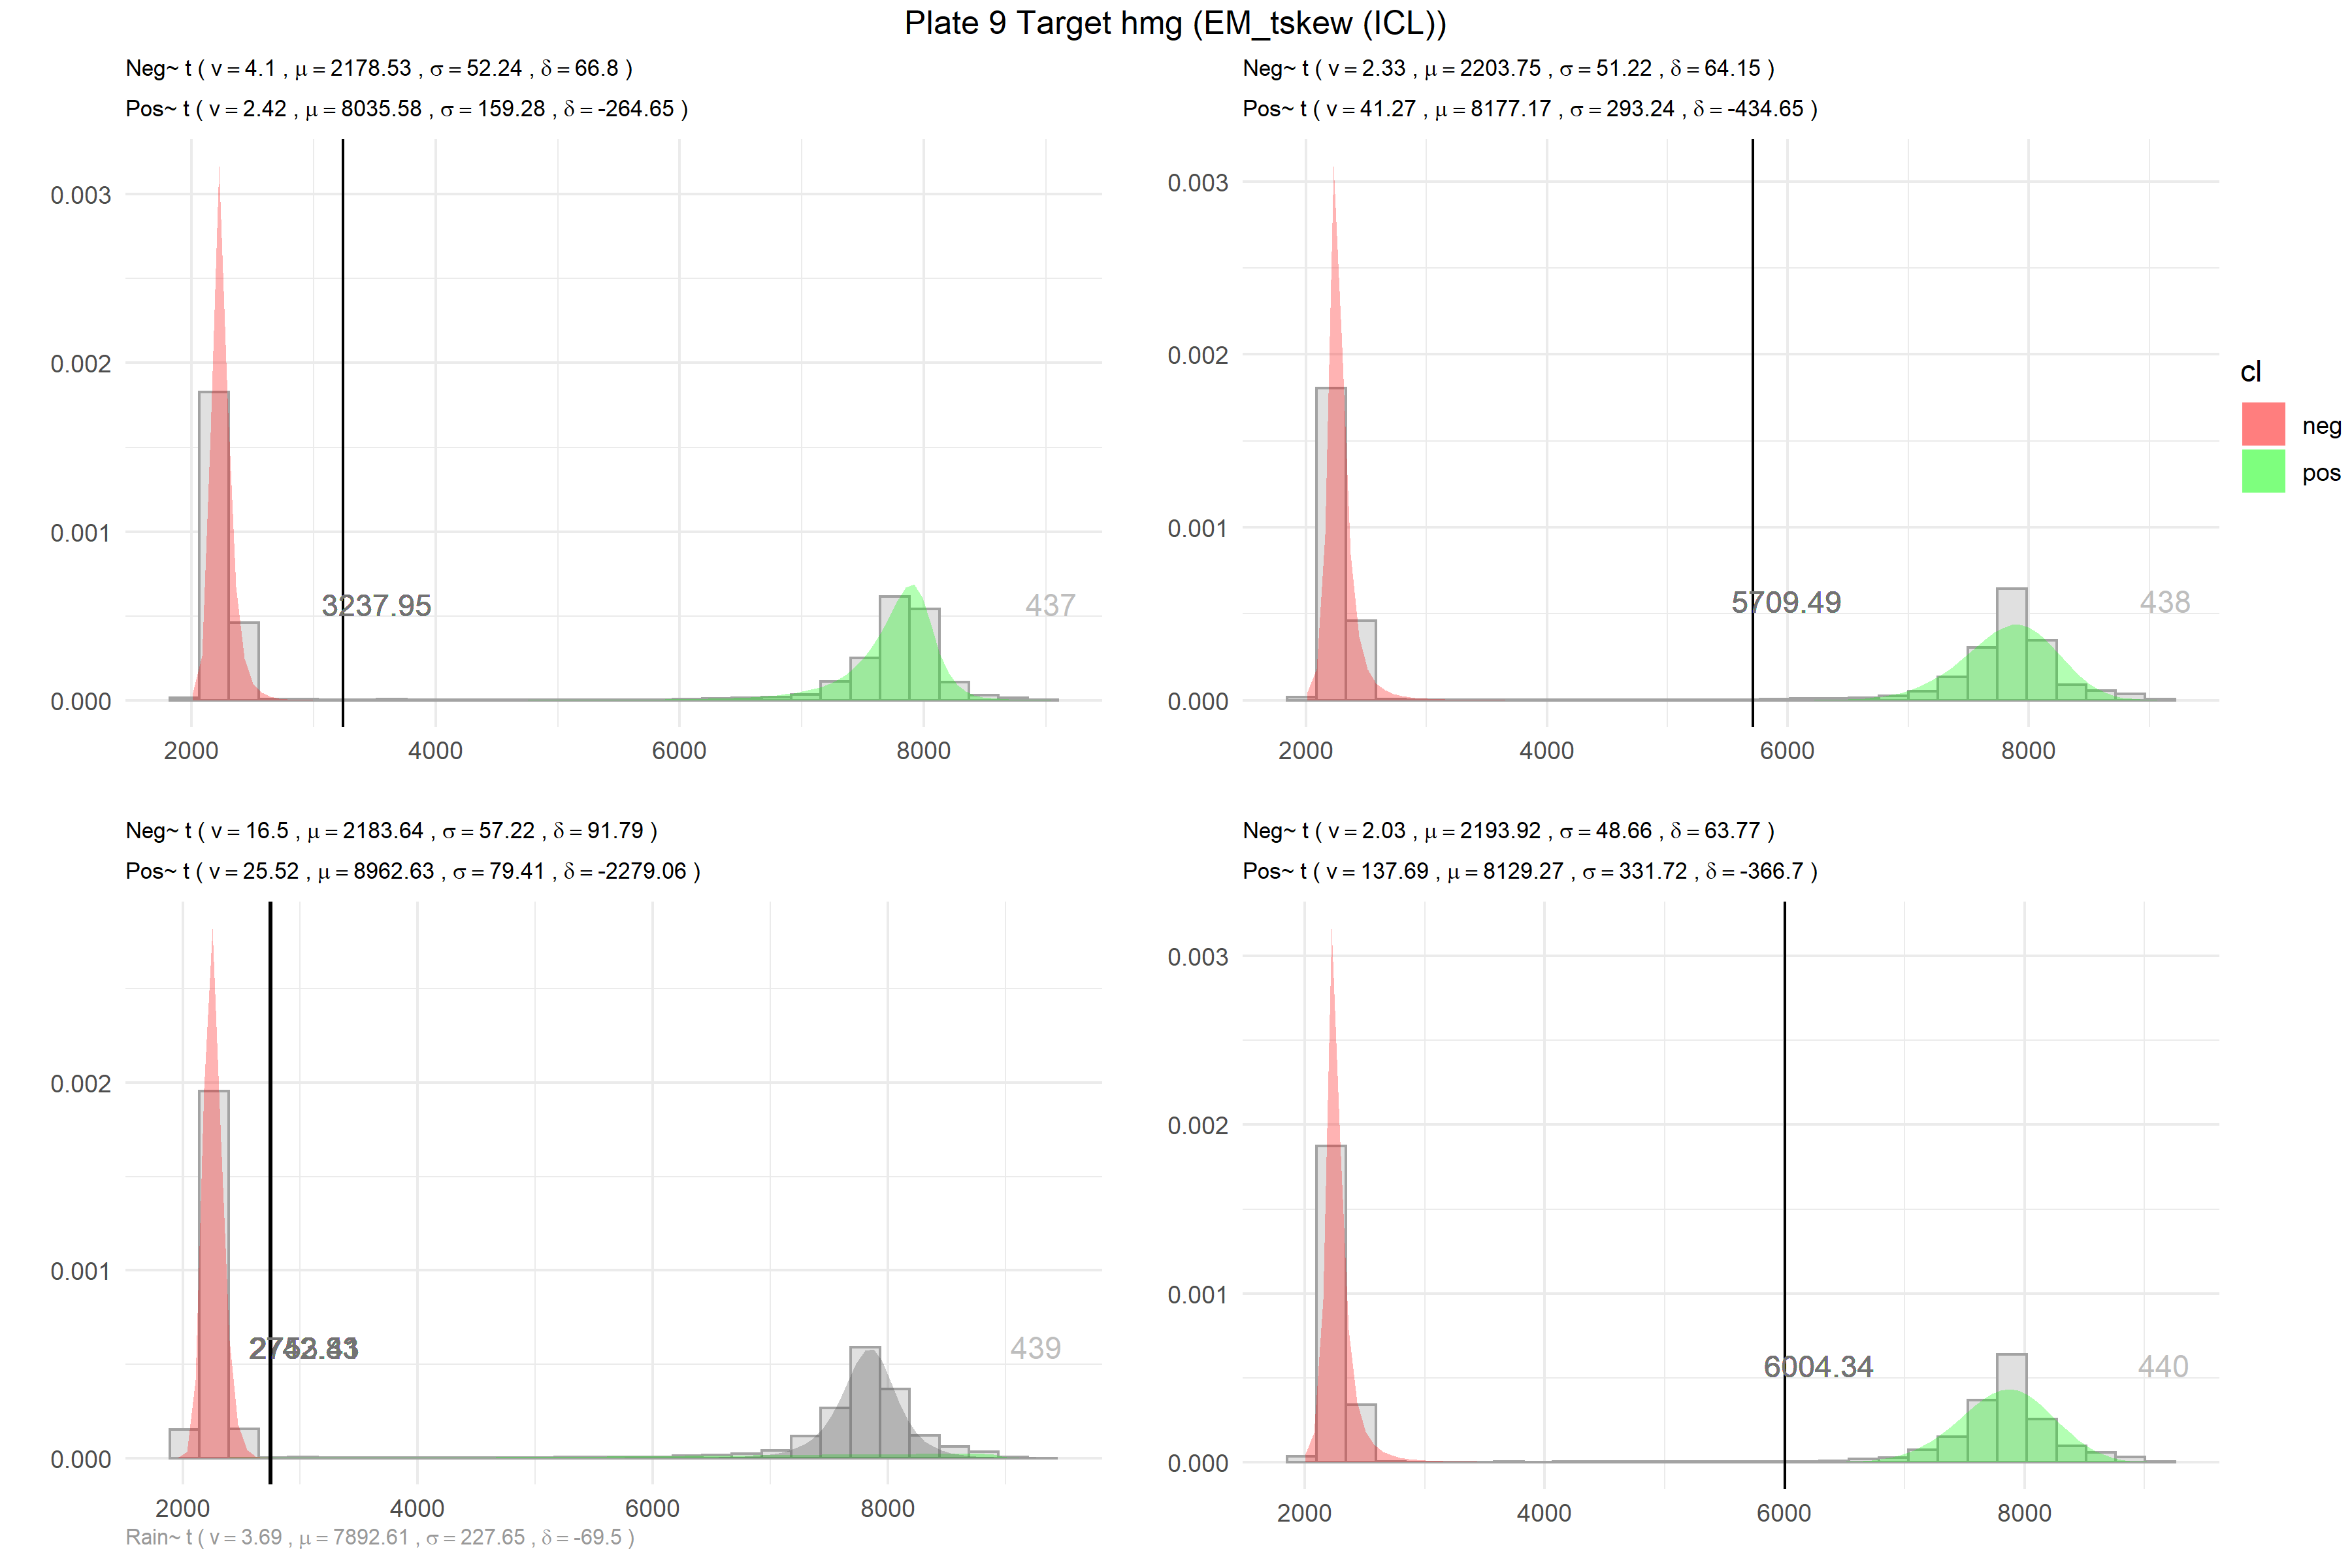 Plate 9 Target hmg (EM_tskew (ICL))
Neg~ t ( v = 4.1 , μ = 2178.53 , σ = 52.24 , δ = 66.8 )
Pos~ t ( v = 2.42 , μ = 8035.58 , σ = 159.28 , δ = -264.65 )
0.003
0.002
0.001
0.000
3237.95
437
2000 4000 6000 8000
Neg~ t ( v = 2.33 , μ = 2203.75 , σ = 51.22 , δ = 64.15 )
Pos~ t ( v = 41.27 , μ = 8177.17 , σ = 293.24 , δ = -434.65 )
0.003
0.002
0.001
0.000
5709.49
438
2000 4000 6000 8000
cl
neg
pos
Neg~ t ( v = 16.5 , μ = 2183.64 , σ = 57.22 , δ = 91.79 )
Pos~ t ( v = 25.52 , μ = 8962.63 , σ = 79.41 , δ = -2279.06 )
0.002
0.001
0.000
439
2000 4000 6000 8000
Rain~ t ( v = 3.69 , μ = 7892.61 , σ = 227.65 , δ = -69.5 )
Neg~ t ( v = 2.03 , μ = 2193.92 , σ = 48.66 , δ = 63.77 )
Pos~ t ( v = 137.69 , μ = 8129.27 , σ = 331.72 , δ = -366.7 )
0.003
0.002
0.001
0.000
6004.34
440
2000 4000 6000 8000